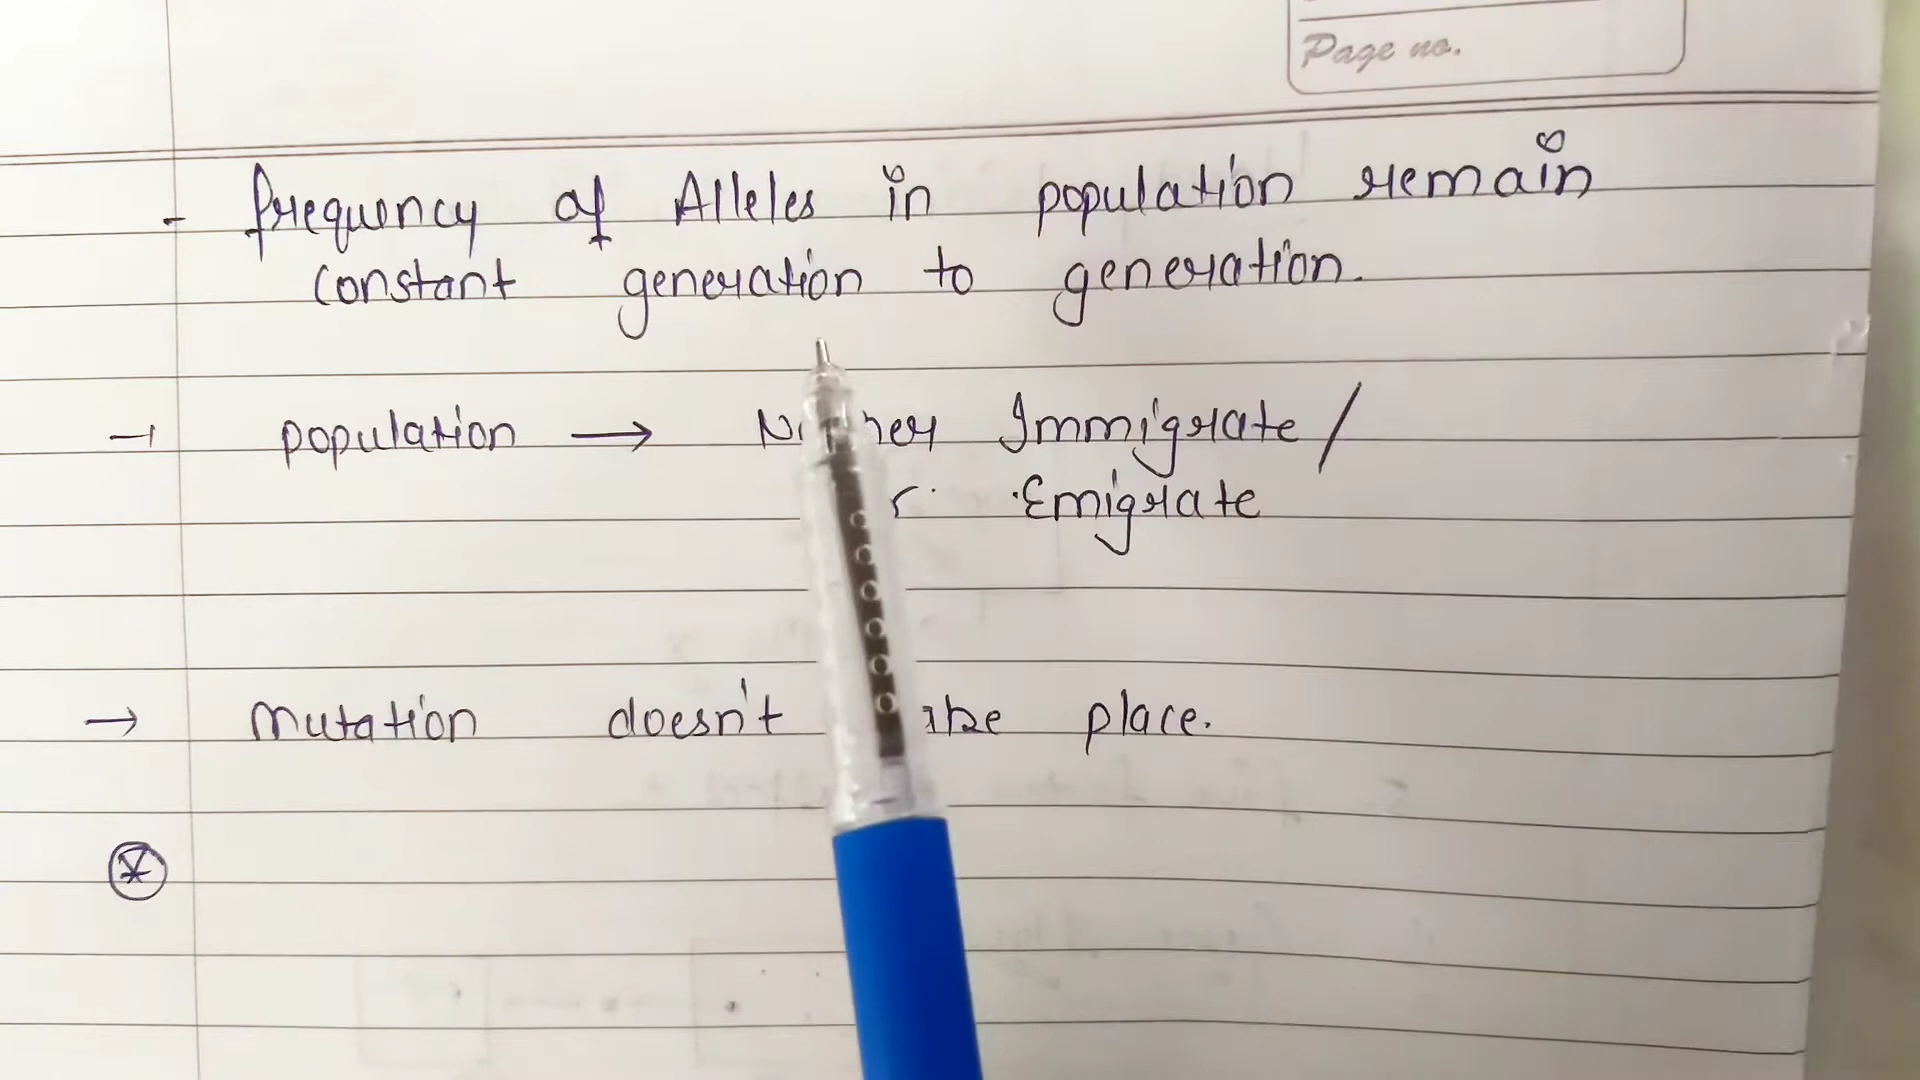 Page no.
- frequency of Alleles in population remain
constant generation to generation.
- population → Immigrate /
Emigrate
→ Mutation doesn't place.